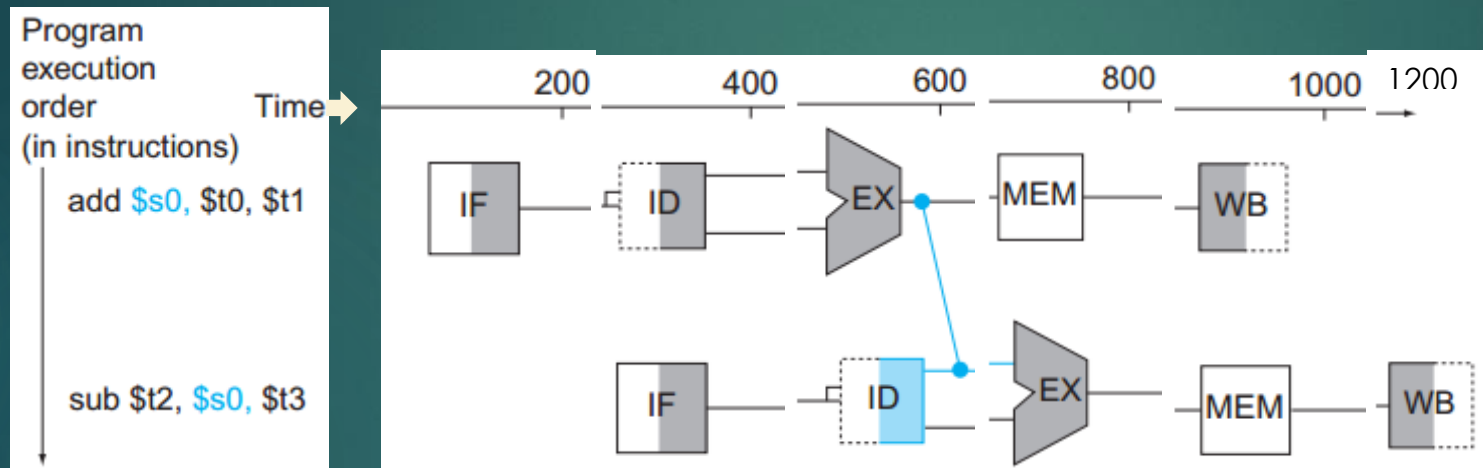 Program
execution
order Time
(in instructions)
200 400 600 800 1000 1200
add $s0, $t0, $t1
IF ID EX MEM WB
sub $t2, $s0, $t3
IF ID EX MEM WB